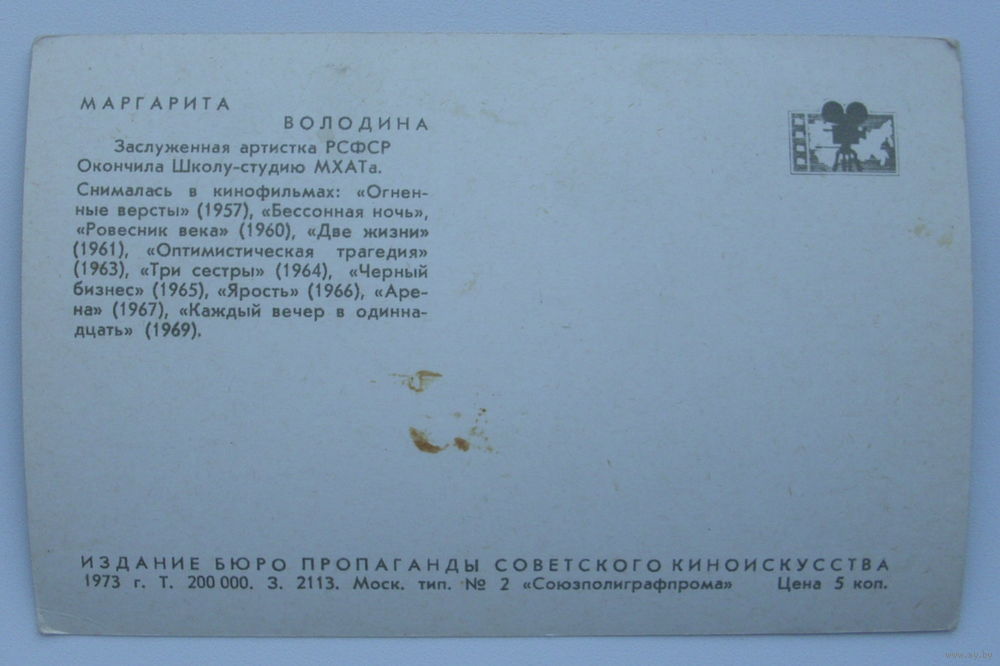 МАРГАРИТА
ВОЛОДИНА
Заслуженная артистка РСФСР
Окончила Школу-студию МХАТа.
Снималась в кинофильмах: «Огнен-
ные версты» (1957), «Бессонная ночь»,
«Ровесник века» (1960), «Две жизни»
(1961), «Оптимистическая трагедия»
(1963), «Три сестры» (1964), «Черный
бизнес» (1965), «Ярость» (1966), «Аре-
на» (1967), «Каждый вечер в одинна-
дцать» (1969).
ИЗДАНИЕ БЮРО ПРОПАГАНДЫ СОВЕТСКОГО КИНОИСКУССТВА
1973 г. Т. 200 000. З. 2113. Моск. тип. № 2 «Союзполиграфпрома» Цена 5 коп.
www.ay.by